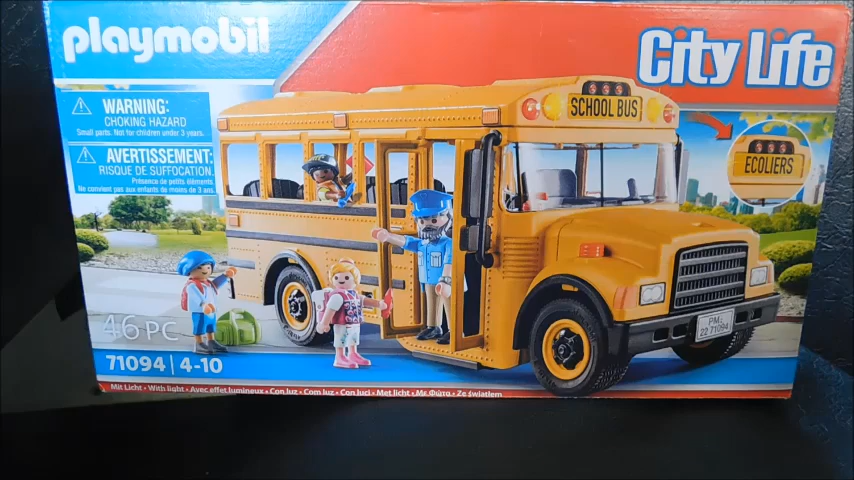 playmobil
City Life
WARNING:
CHOKING HAZARD
Small parts. Not for children under 3 years.
AVERTISSEMENT:
RISQUE DE SUFFOCATION.
Présence de petits éléments.
Ne convient pas aux enfants de moins de 3 ans.
SCHOOL BUS
ECOLIERS
46 PC
PM-
22 71094
71094 | 4-10
Mit Licht • With light • Avec effet lumineux • Con luz • Com luz • Con luci • Met licht • Με Φώτα • Ze światłem